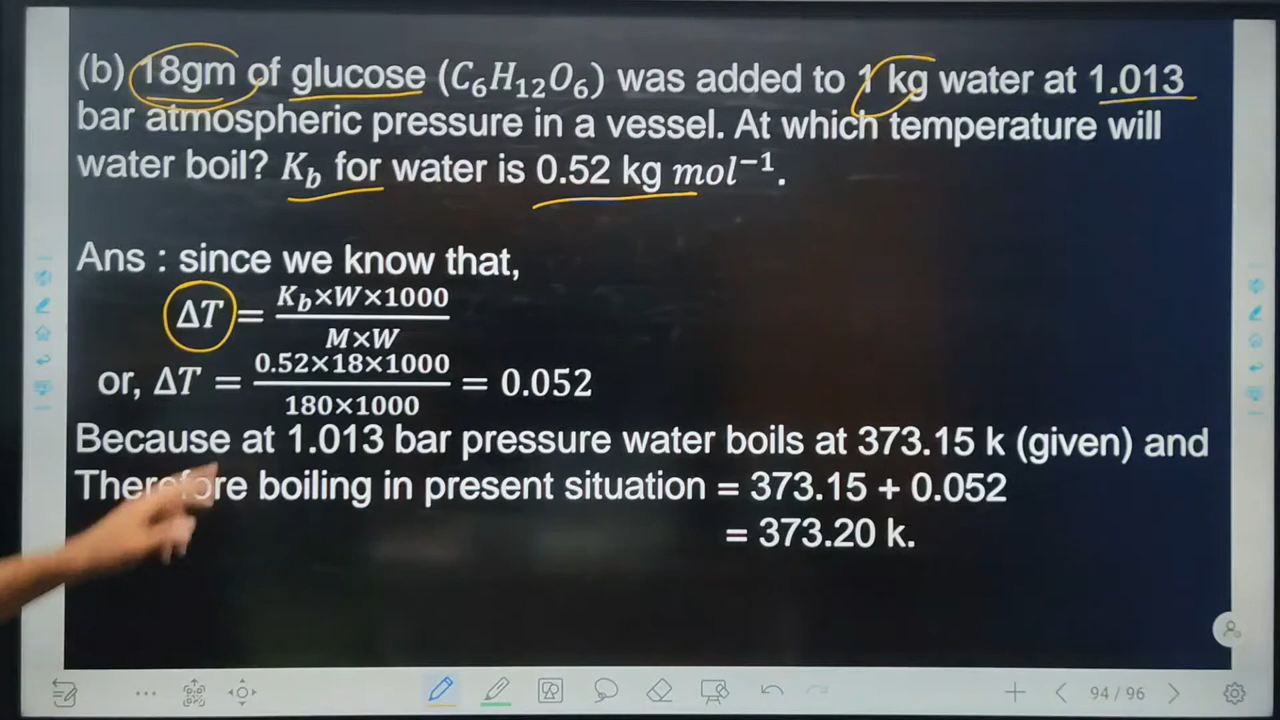 (b) 18gm of glucose (C₆H₁₂O₆) was added to 1 kg water at 1.013
bar atmospheric pressure in a vessel. At which temperature will
water boil? K_b for water is 0.52 kg mol⁻¹.
Ans : since we know that,
ΔT = (K_b×W×1000)/(M×W)
or, ΔT = (0.52×18×1000)/(180×1000) = 0.052
Because at 1.013 bar pressure water boils at 373.15 k (given) and
Therefore boiling in present situation = 373.15 + 0.052
= 373.20 k.
94 / 96